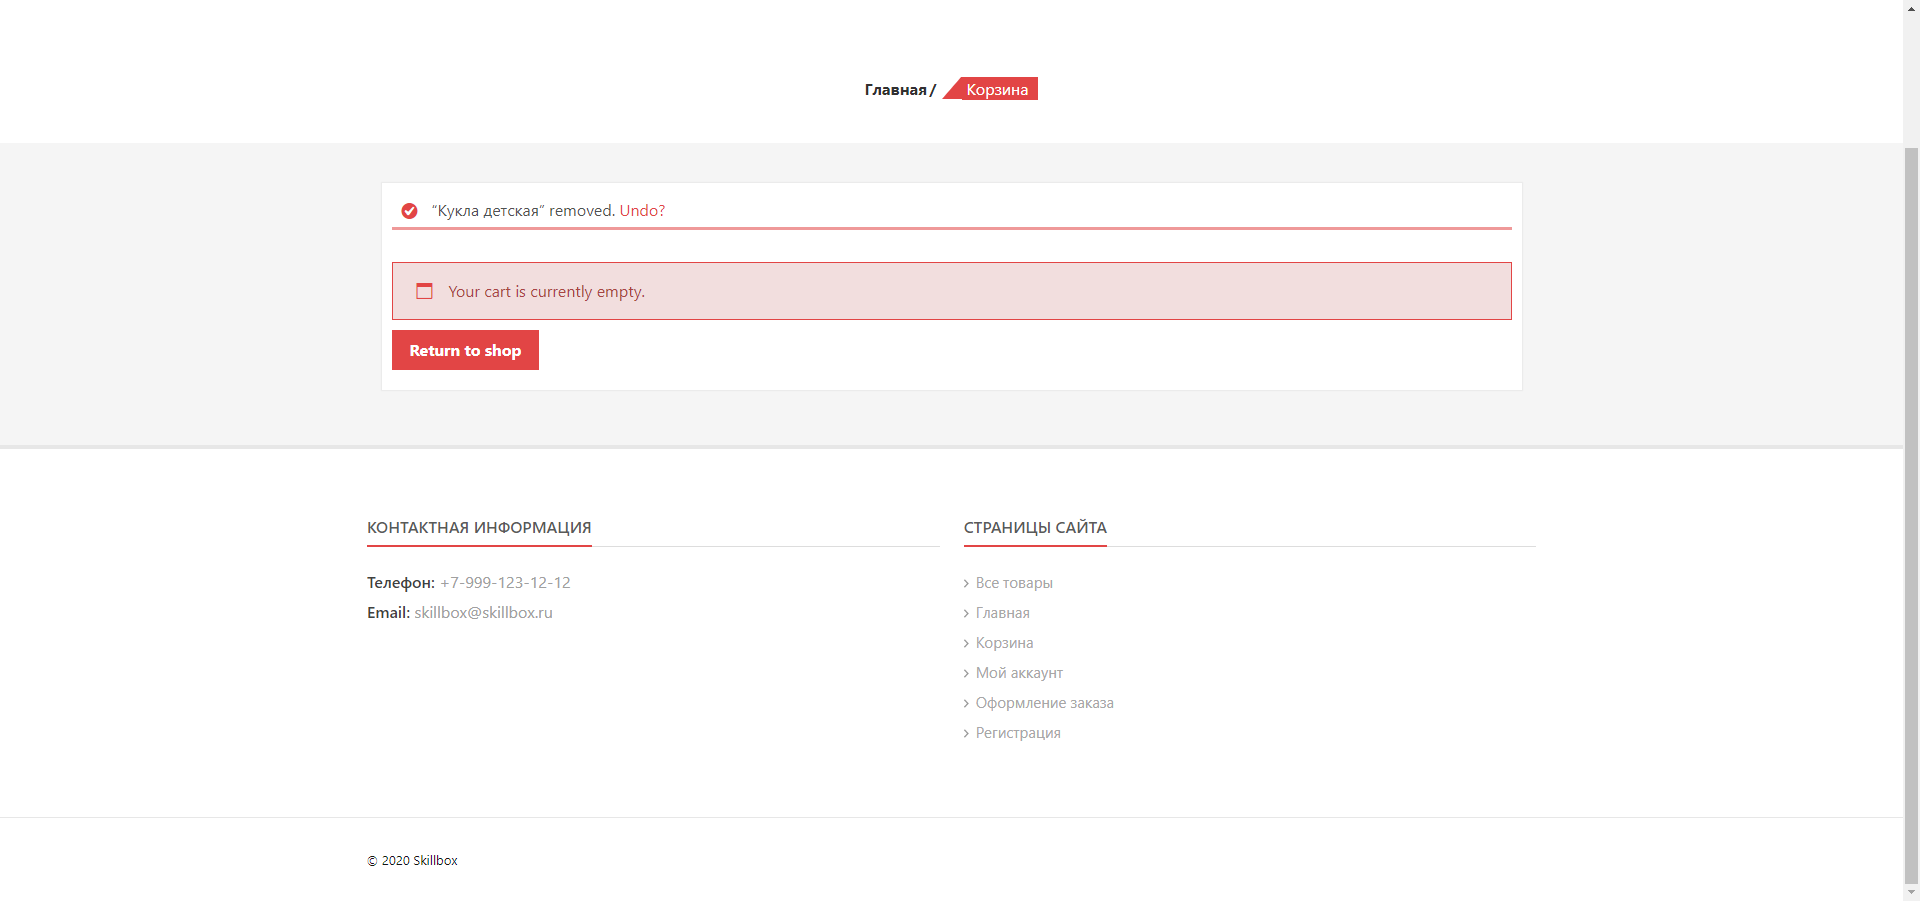 Главная / Корзина
“Кукла детская” removed. Undo?
Your cart is currently empty.
Return to shop
КОНТАКТНАЯ ИНФОРМАЦИЯ
Телефон: +7-999-123-12-12
Email: skillbox@skillbox.ru
СТРАНИЦЫ САЙТА
Все товары
Главная
Корзина
Мой аккаунт
Оформление заказа
Регистрация
© 2020 Skillbox